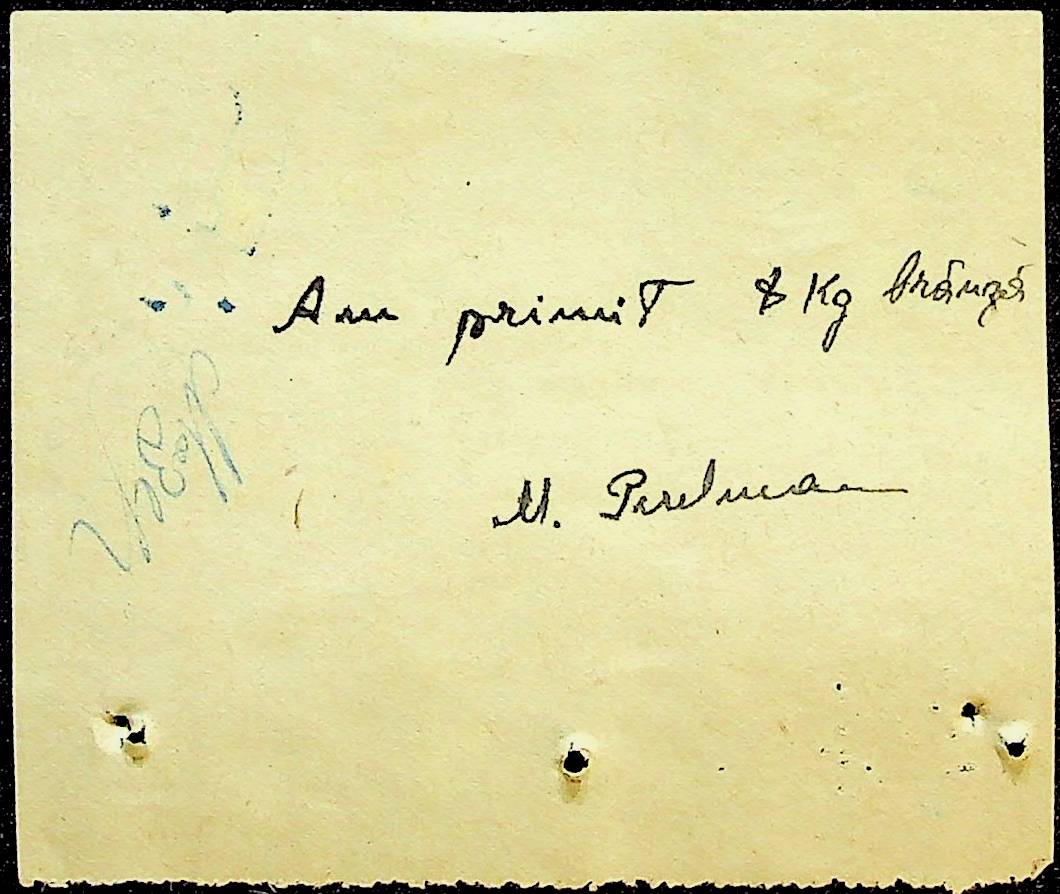 Am primit 8 Kg brânză
M. Perelman